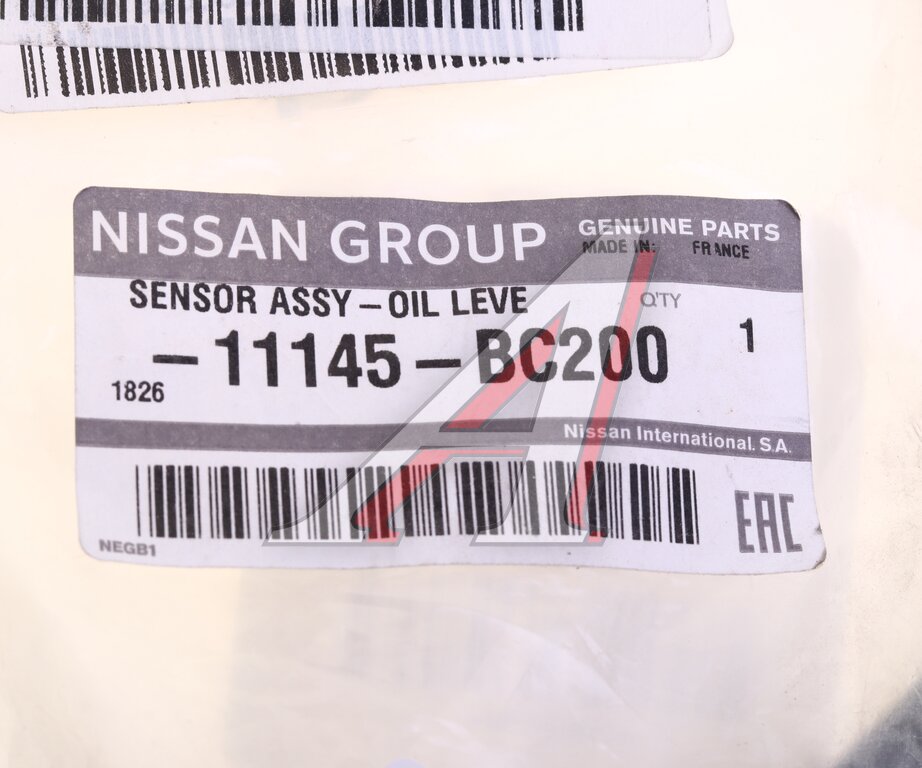 NISSAN GROUP
GENUINE PARTS
MADE IN: FRANCE
SENSOR ASSY-OIL LEVE
Q'TY
-11145-BC200
1
1826
Nissan International. S.A.
NEGB1
EAC